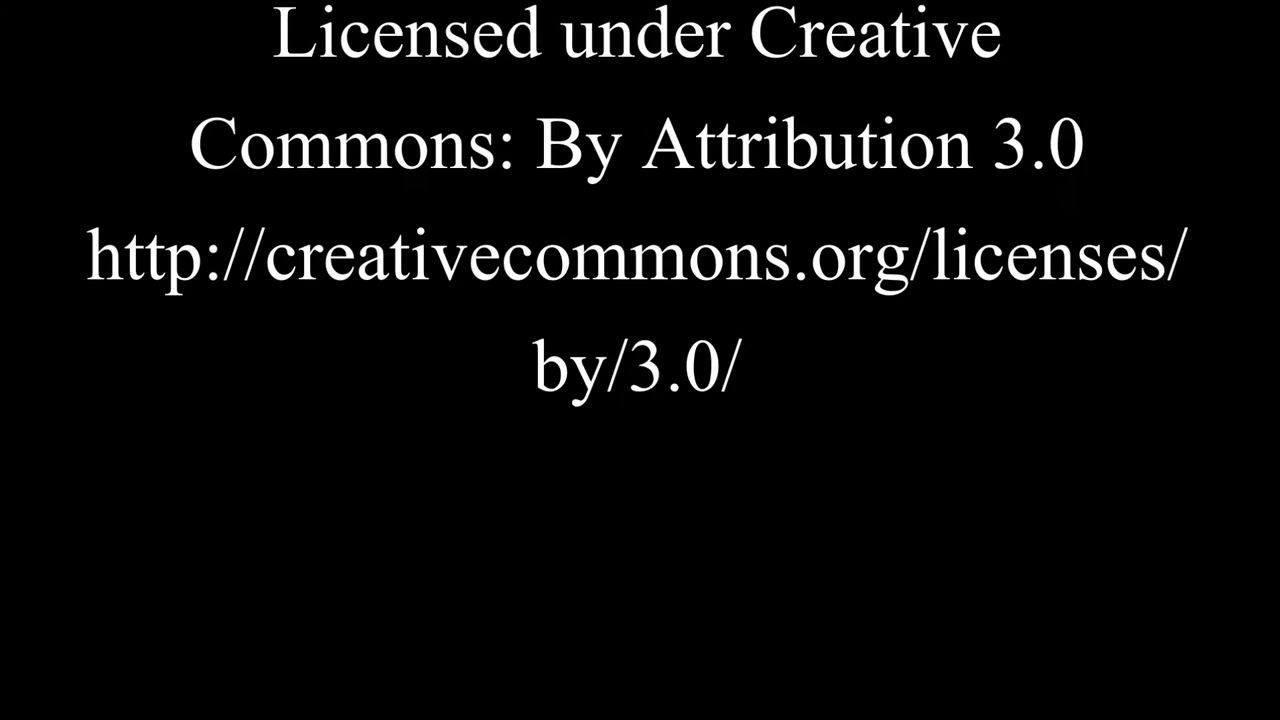 Licensed under Creative
Commons: By Attribution 3.0
http://creativecommons.org/licenses/
by/3.0/